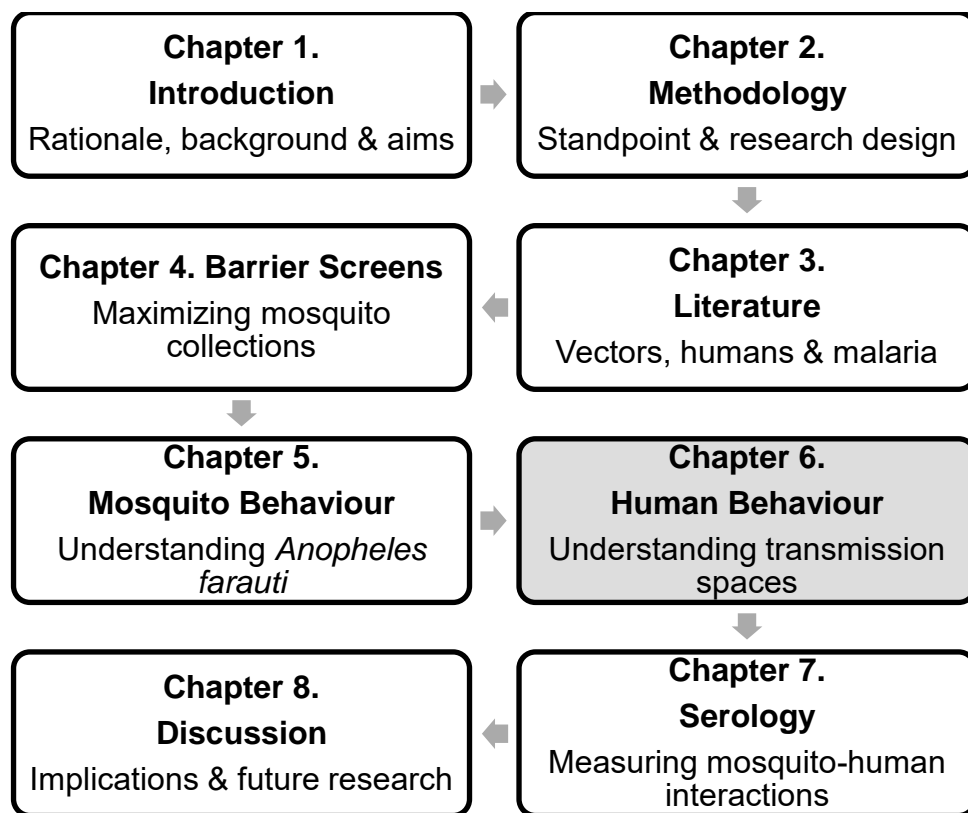 Chapter 1.
Introduction
Rationale, background & aims
Chapter 2.
Methodology
Standpoint & research design
Chapter 3.
Literature
Vectors, humans & malaria
Chapter 4. Barrier Screens
Maximizing mosquito
collections
Chapter 5.
Mosquito Behaviour
Understanding Anopheles
farauti
Chapter 6.
Human Behaviour
Understanding transmission
spaces
Chapter 7.
Serology
Measuring mosquito-human
interactions
Chapter 8.
Discussion
Implications & future research